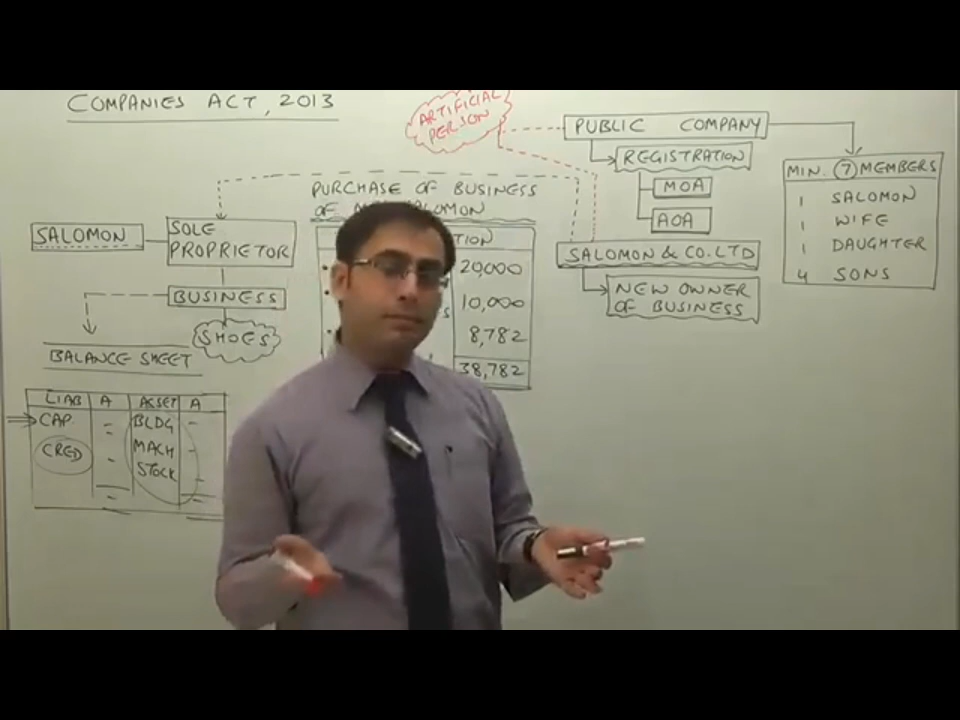 COMPANIES ACT, 2013
ARTIFICIAL
PERSON
PUBLIC COMPANY
REGISTRATION
MOA
AOA
SALOMON & CO. LTD
NEW OWNER
OF BUSINESS
MIN. 7 MEMBERS
1 SALOMON
1 WIFE
1 DAUGHTER
4 SONS
PURCHASE OF BUSINESS
OF SALOMON
20,000
10,000
8,782
38,782
SALOMON
SOLE
PROPRIETOR
BUSINESS
SHOES
BALANCE SHEET
LIAB A ASSET A
CAP. BLDG
CRED MACH
STOCK